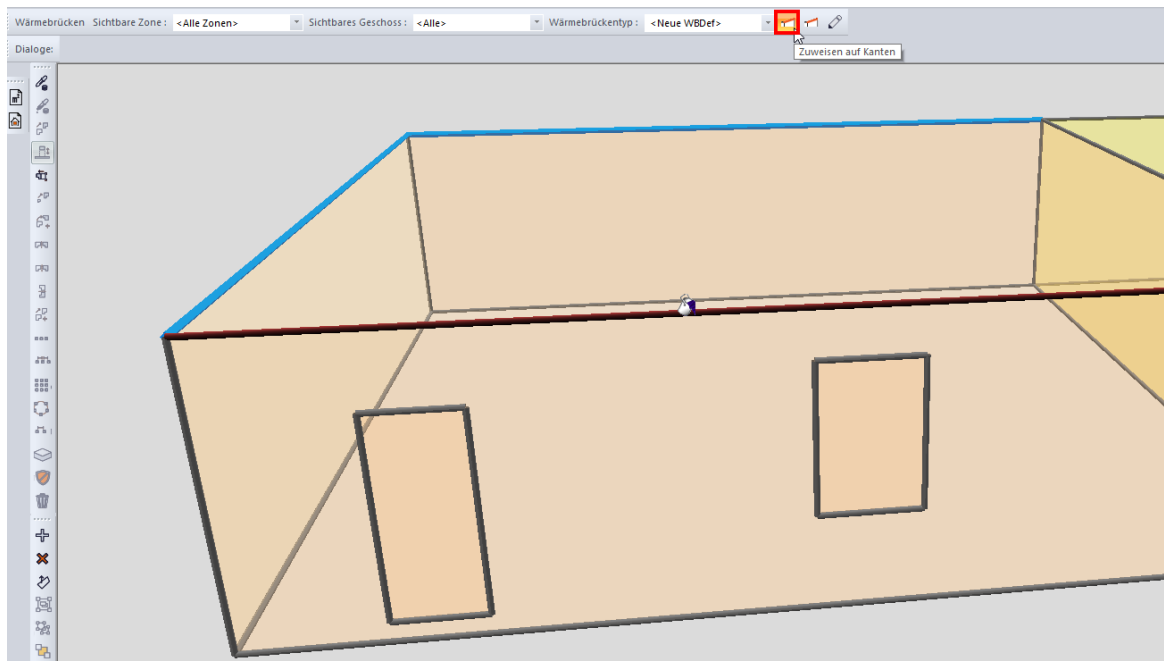 Wärmebrücken Sichtbare Zone : <Alle Zonen> Sichtbares Geschoss : <Alle> Wärmebrückentyp : <Neue WBDef>
Zuweisen auf Kanten
Dialoge: